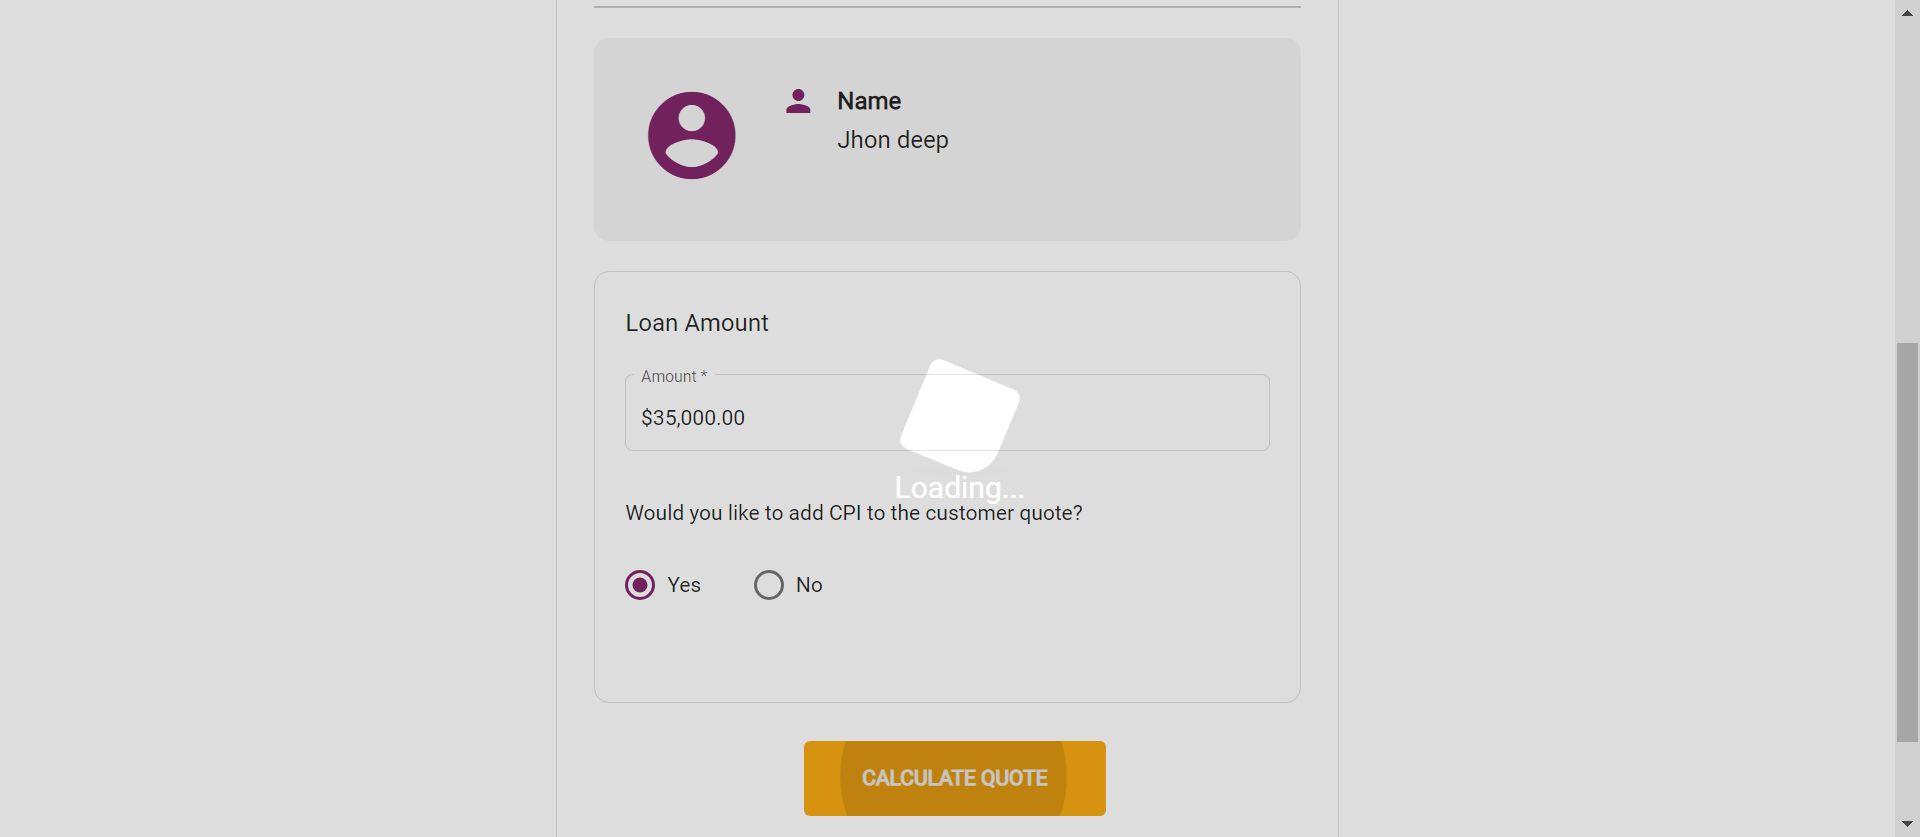 Name
Jhon deep
Loan Amount
Amount *
$35,000.00
Loading...
Would you like to add CPI to the customer quote?
Yes No
CALCULATE QUOTE